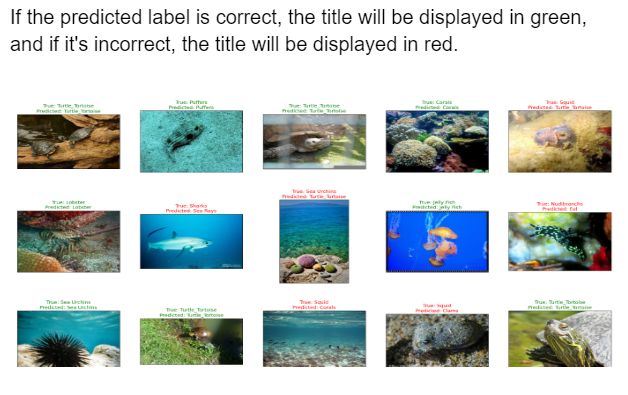 If the predicted label is correct, the title will be displayed in green,
and if it's incorrect, the title will be displayed in red.
True: Turtle_Tortoise
Predicted: Turtle_Tortoise
True: Puffers
Predicted: Puffers
True: Turtle_Tortoise
Predicted: Turtle_Tortoise
True: Corals
Predicted: Corals
True: Squid
Predicted: Turtle_Tortoise
True: Lobster
Predicted: Lobster
True: Sharks
Predicted: Sea Rays
True: Sea Urchins
Predicted: Turtle_Tortoise
True: Jelly Fish
Predicted: Jelly Fish
True: Nudibranchs
Predicted: Eel
True: Sea Urchins
Predicted: Sea Urchins
True: Turtle_Tortoise
Predicted: Turtle_Tortoise
True: Squid
Predicted: Corals
True: Squid
Predicted: Clams
True: Turtle_Tortoise
Predicted: Turtle_Tortoise